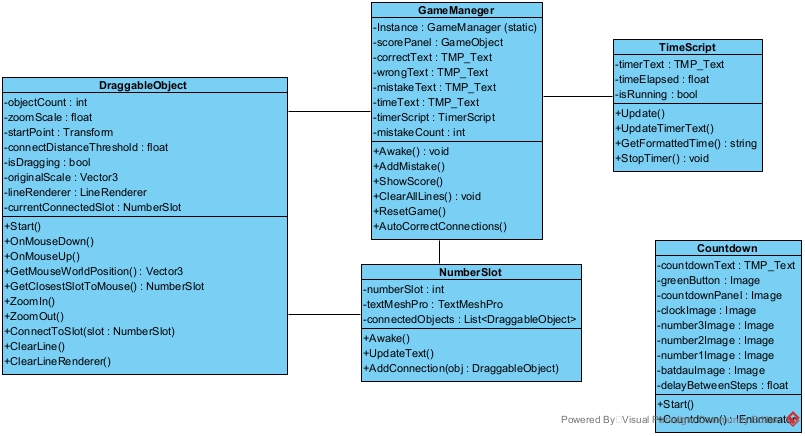 GameManeger
-Instance : GameManager (static)
-scorePanel : GameObject
-correctText : TMP_Text
-wrongText : TMP_Text
-mistakeText : TMP_Text
-timeText : TMP_Text
-timerScript : TimerScript
-mistakeCount : int
+Awake() : void
+AddMistake()
+ShowScore()
+ClearAllLines() : void
+ResetGame()
+AutoCorrectConnections()
TimeScript
-timerText : TMP_Text
-timeElapsed : float
-isRunning : bool
+Update()
+UpdateTimerText()
+GetFormattedTime() : string
+StopTimer() : void
DraggableObject
-objectCount : int
-zoomScale : float
-startPoint : Transform
-connectDistanceThreshold : float
-isDragging : bool
-originalScale : Vector3
-lineRenderer : LineRenderer
-currentConnectedSlot : NumberSlot
+Start()
+OnMouseDown()
+OnMouseUp()
+GetMouseWorldPosition() : Vector3
+GetClosestSlotToMouse() : NumberSlot
+ZoomIn()
+ZoomOut()
+ConnectToSlot(slot : NumberSlot)
+ClearLine()
+ClearLineRenderer()
NumberSlot
-numberSlot : int
-textMeshPro : TextMeshPro
-connectedObjects : List<DraggableObject>
+Awake()
+UpdateText()
+AddConnection(obj : DraggableObject)
Countdown
-countdownText : TMP_Text
-greenButton : Image
-countdownPanel : Image
-clockImage : Image
-number3Image : Image
-number2Image : Image
-number1Image : Image
-batdauImage : Image
-delayBetweenSteps : float
+Start()
+Countdown() : IEnumerator
Powered By Visual Paradigm Community Edition